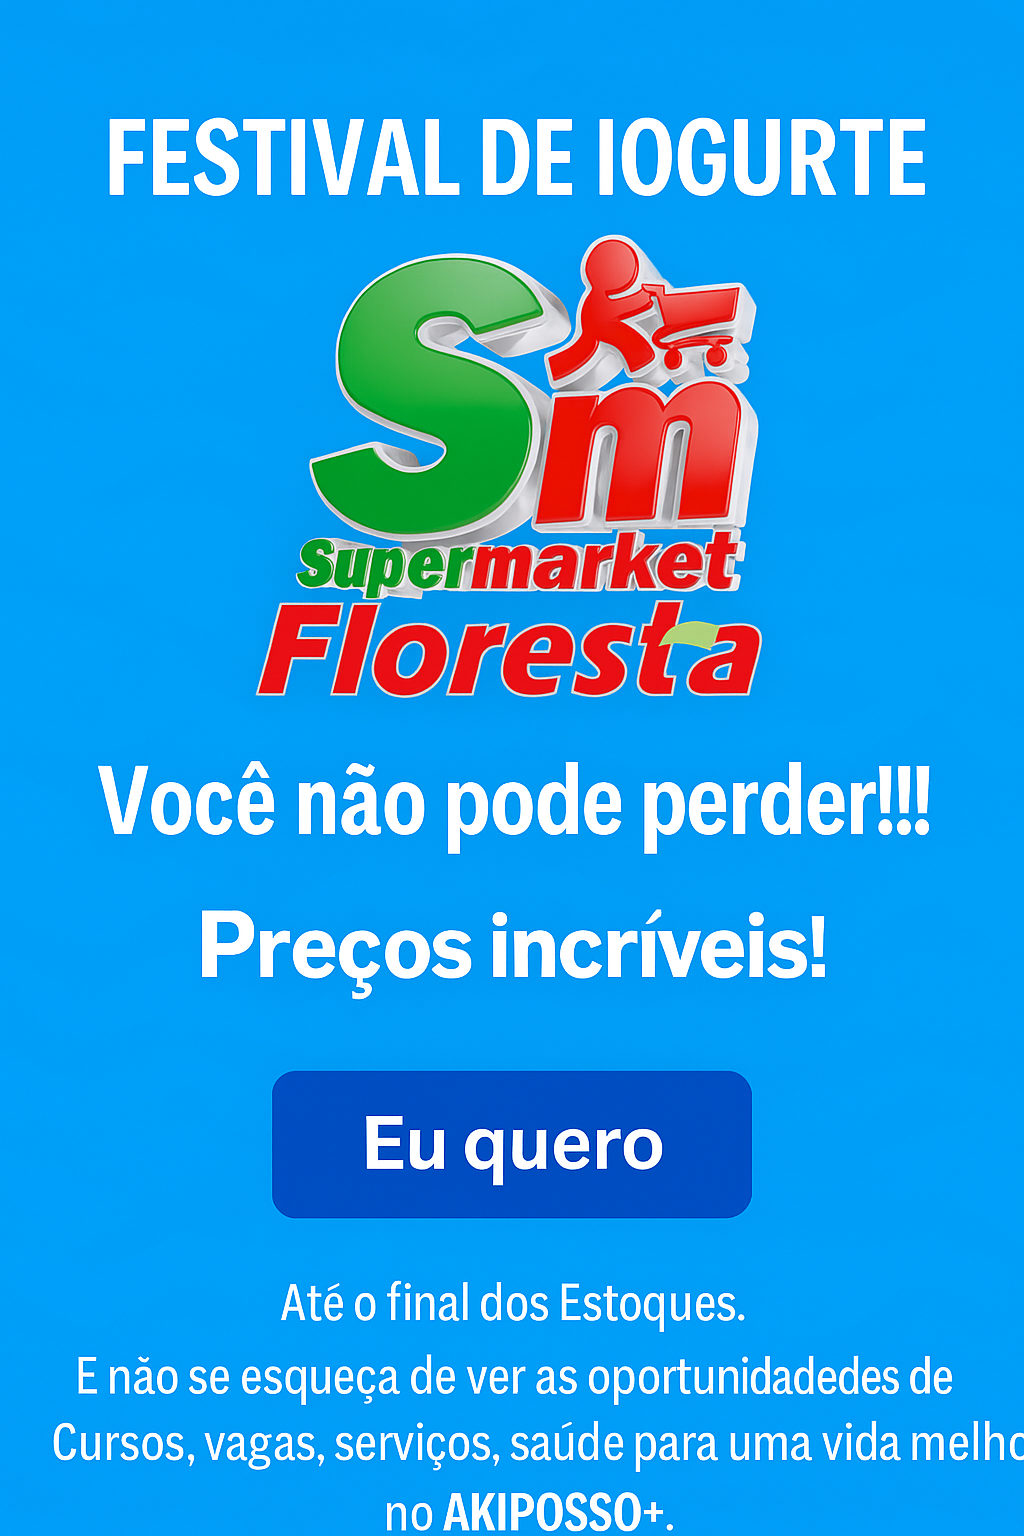 FESTIVAL DE IOGURTE
Sm
Supermarket
Floresta
Você não pode perder!!!
Preços incríveis!
Eu quero
Até o final dos Estoques.
E não se esqueça de ver as oportunidadedes de
Cursos, vagas, serviços, saúde para uma vida melho
no AKIPOSSO+.